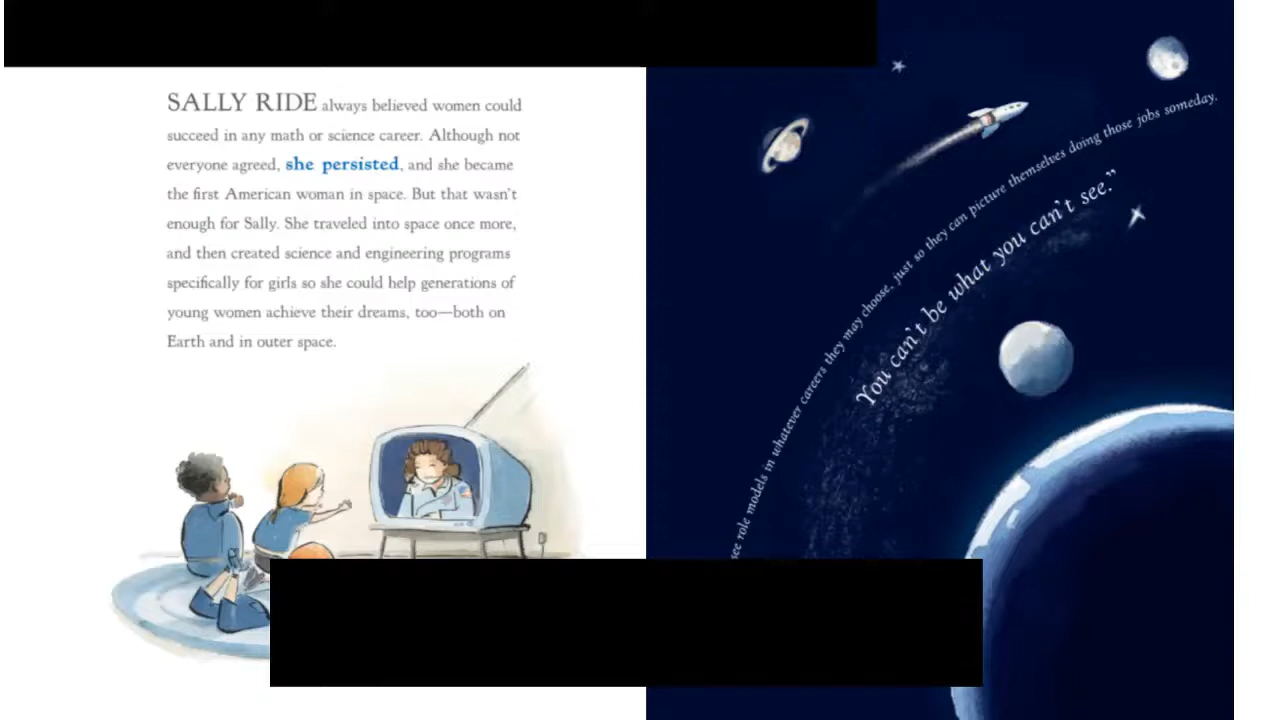 SALLY RIDE always believed women could
succeed in any math or science career. Although not
everyone agreed, she persisted, and she became
the first American woman in space. But that wasn't
enough for Sally. She traveled into space once more,
and then created science and engineering programs
specifically for girls so she could help generations of
young women achieve their dreams, too—both on
Earth and in outer space.
see role models in whatever careers they may choose, just so they can picture themselves doing those jobs someday.
You can't be what you can't see."